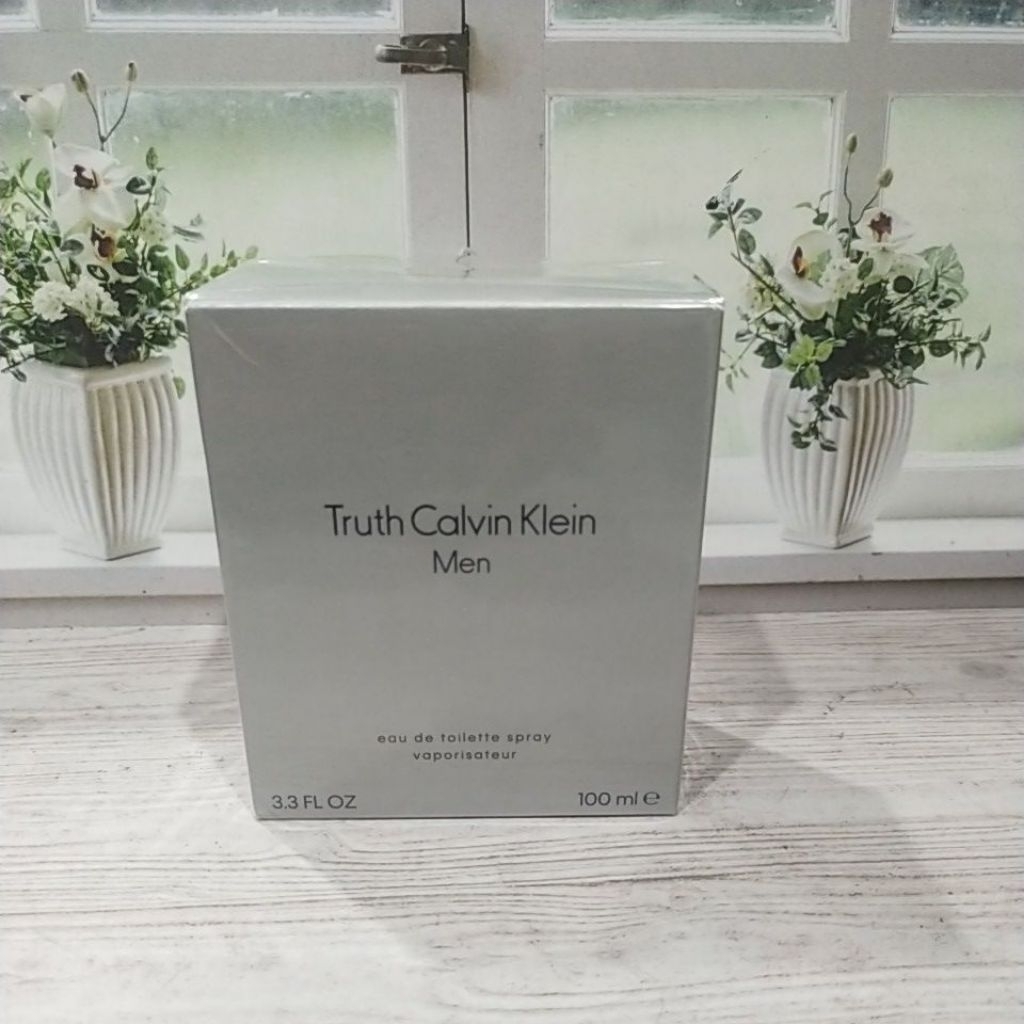 Truth Calvin Klein
Men
eau de toilette spray
vaporisateur
3.3 FL OZ 100 ml ℮